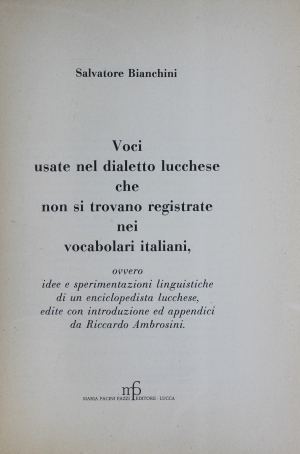 Salvatore Bianchini
Voci
usate nel dialetto lucchese
che
non si trovano registrate
nei
vocabolari italiani,
ovvero
idee e sperimentazioni linguistiche
di un enciclopedista lucchese,
edite con introduzione ed appendici
da Riccardo Ambrosini.
mpf
MARIA PACINI FAZZI EDITORE - LUCCA